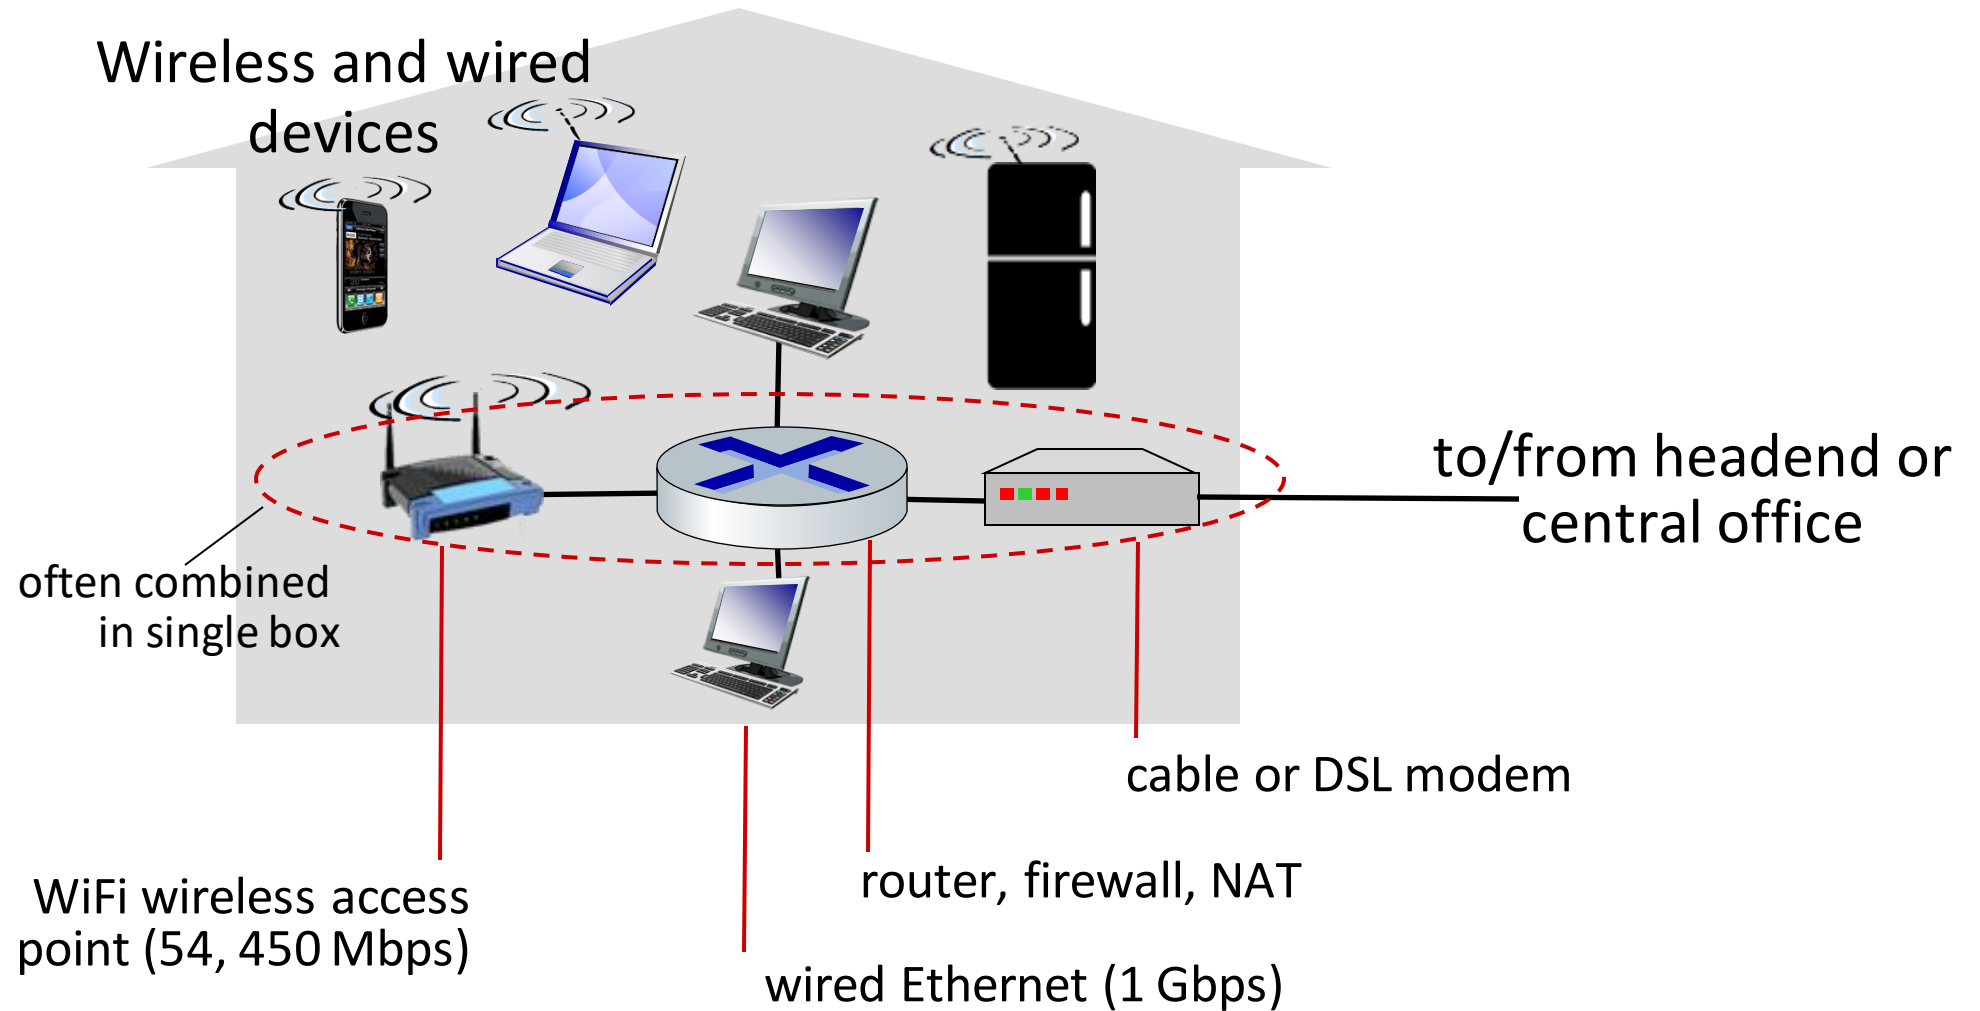 Wireless and wired
devices
to/from headend or
central office
often combined
in single box
cable or DSL modem
router, firewall, NAT
WiFi wireless access
point (54, 450 Mbps)
wired Ethernet (1 Gbps)